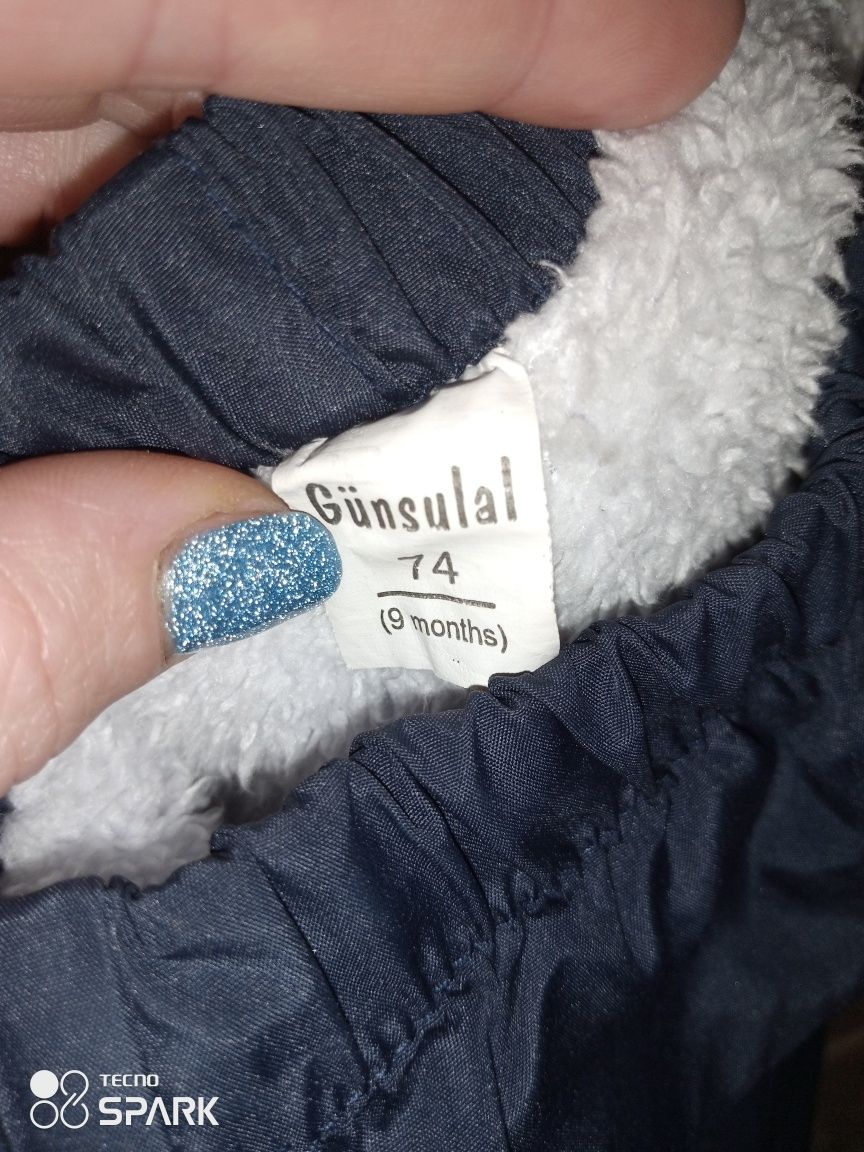 Günsulal
74
(9 months)
TECNO
SPARK